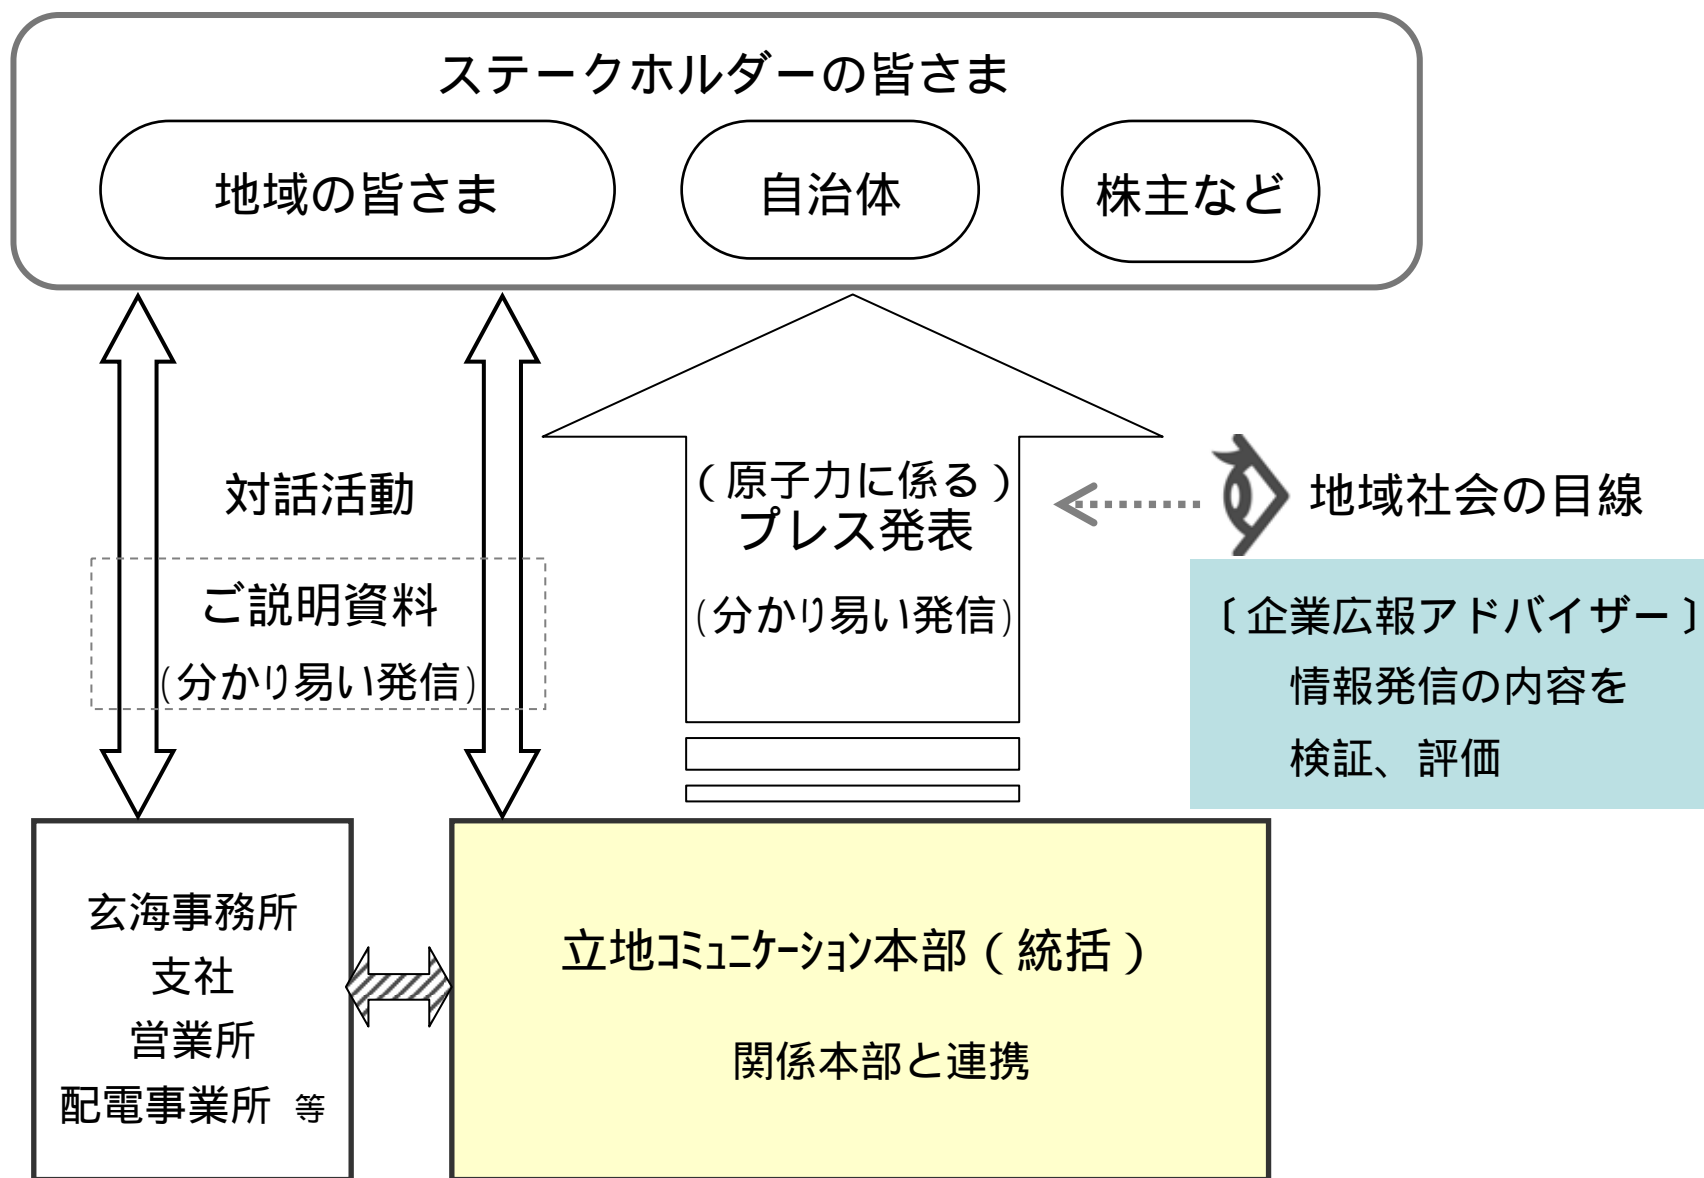 ステークホルダーの皆さま
地域の皆さま
自治体
株主など
対話活動
ご説明資料
(分かり易い発信)
（原子力に係る）
プレス発表
(分かり易い発信)
地域社会の目線
〔企業広報アドバイザー〕
情報発信の内容を
検証、評価
玄海事務所
支社
営業所
配電事業所 等
立地ｺﾐｭﾆｹｰｼｮﾝ本部（統括）
関係本部と連携